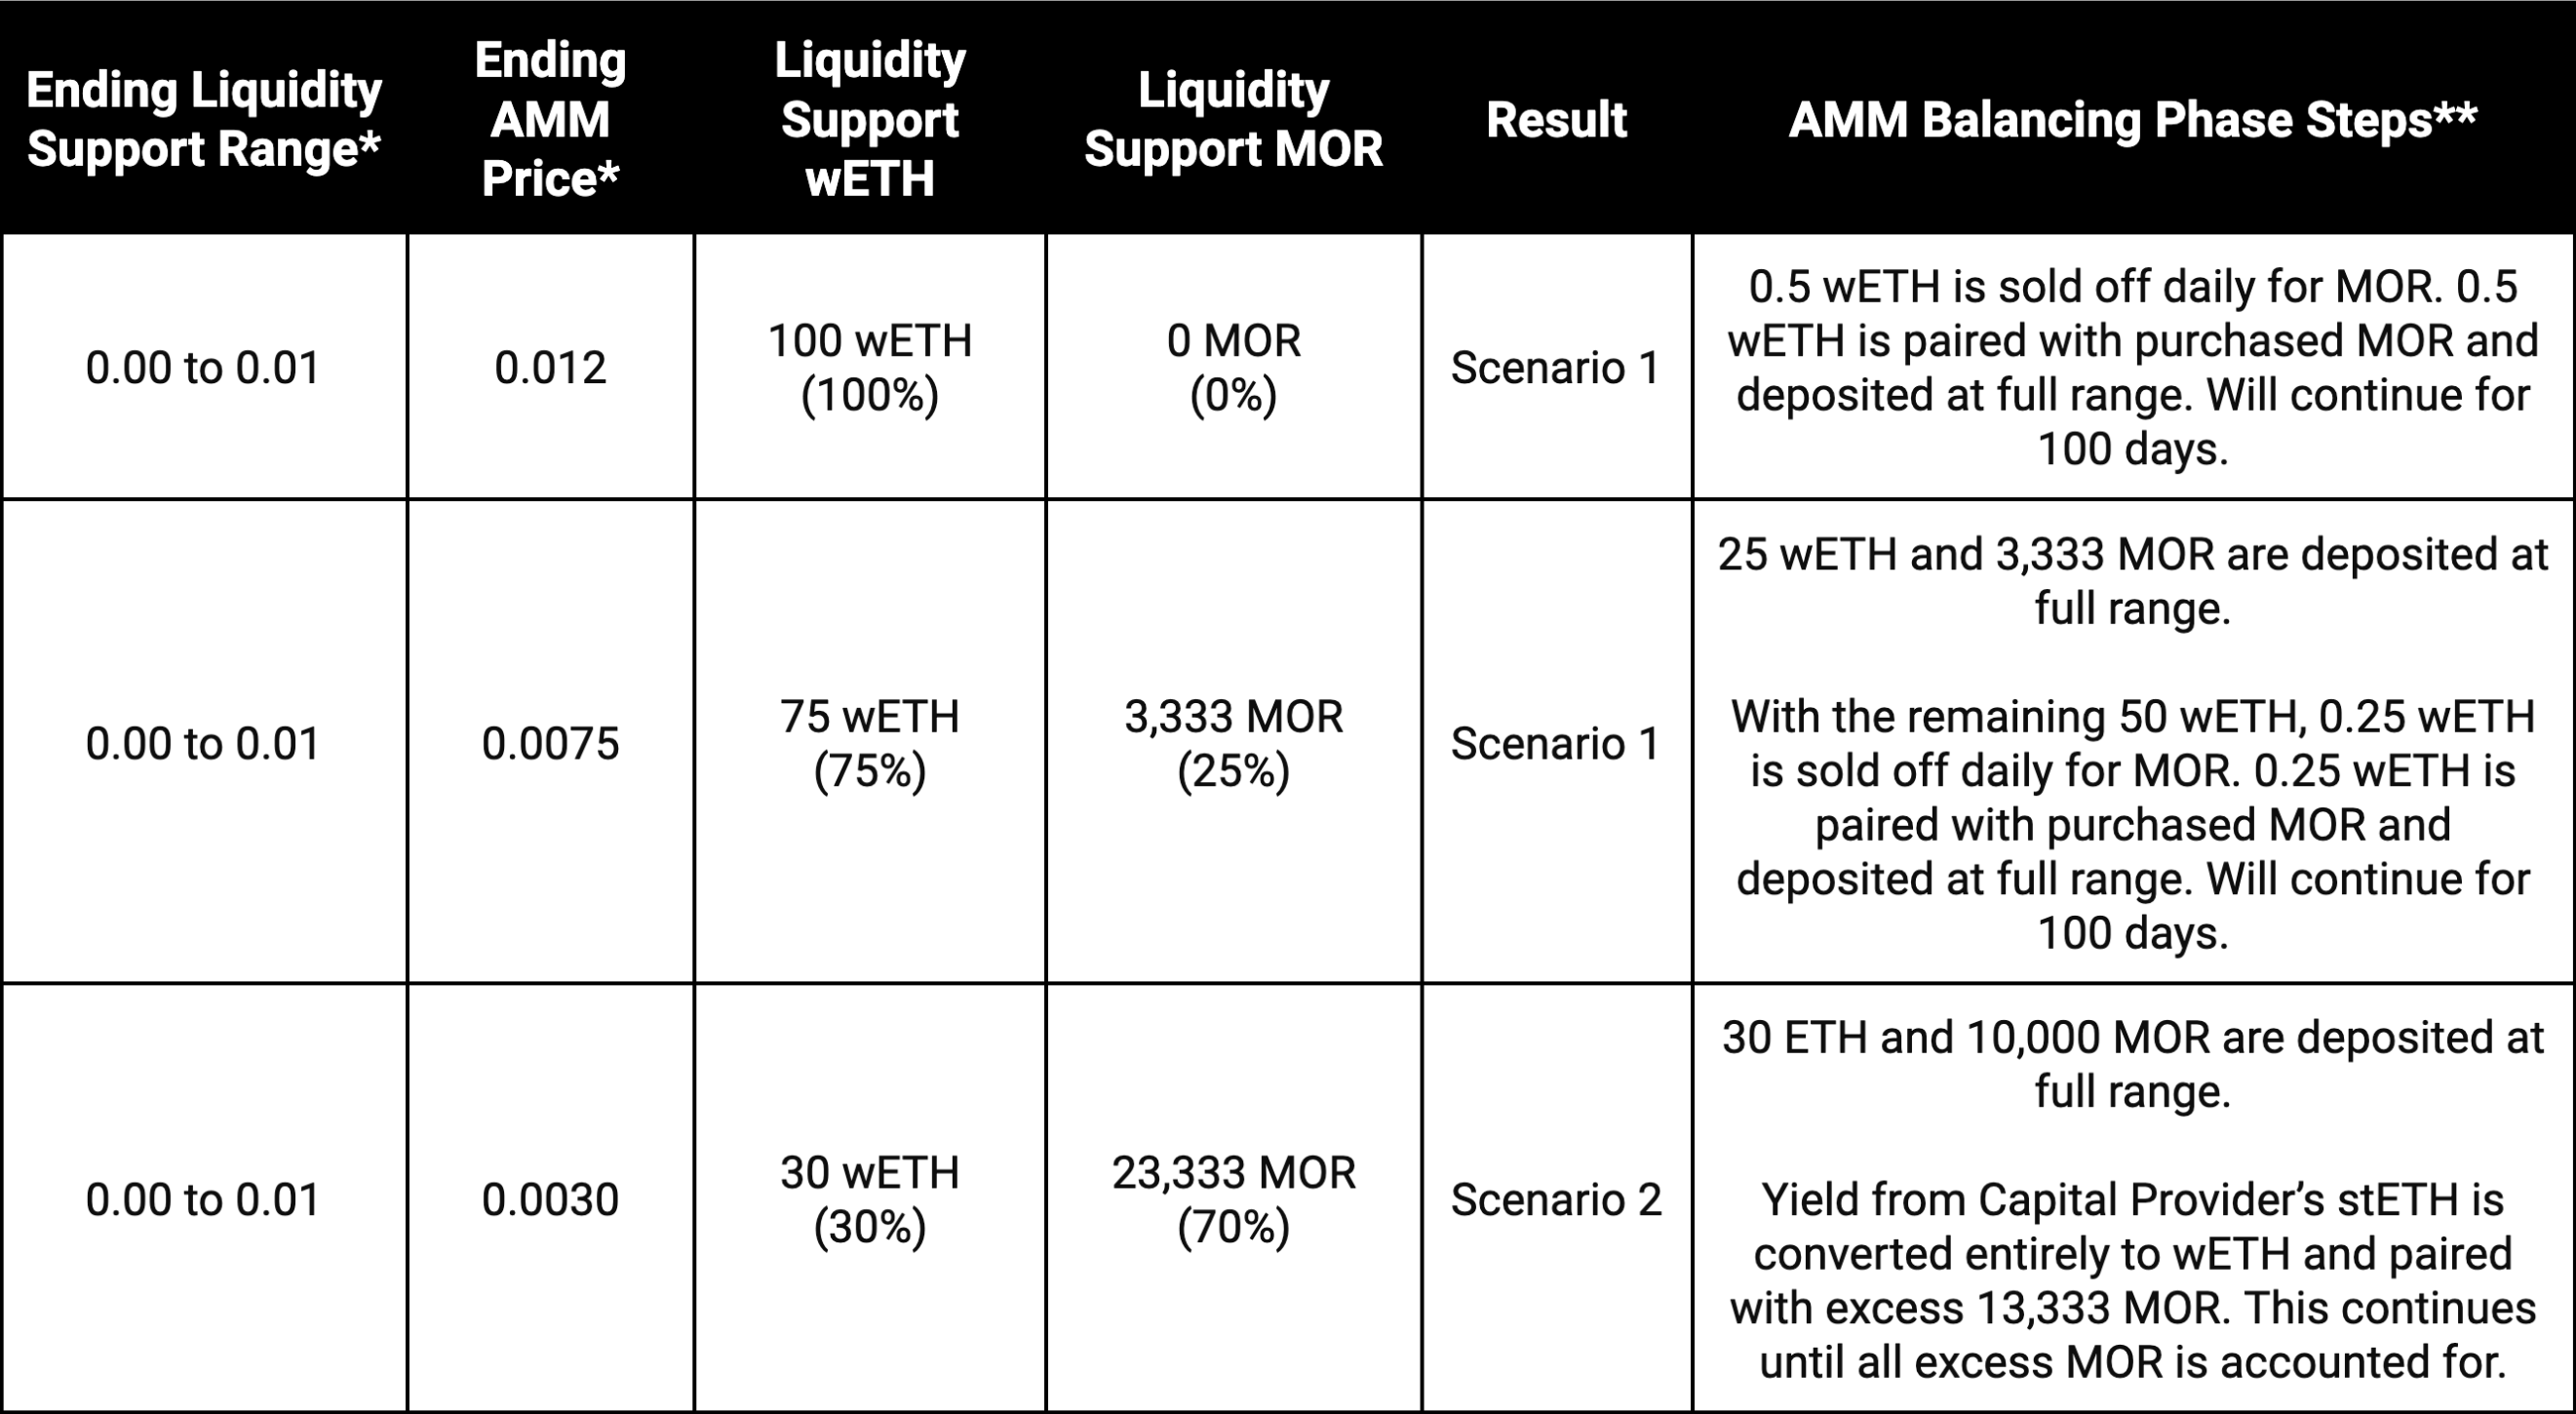 Ending Liquidity
Support Range*
Ending
AMM
Price*
Liquidity
Support
wETH
Liquidity
Support MOR
Result
AMM Balancing Phase Steps**
0.00 to 0.01
0.012
100 wETH
(100%)
0 MOR
(0%)
Scenario 1
0.5 wETH is sold off daily for MOR. 0.5
wETH is paired with purchased MOR and
deposited at full range. Will continue for
100 days.
0.00 to 0.01
0.0075
75 wETH
(75%)
3,333 MOR
(25%)
Scenario 1
25 wETH and 3,333 MOR are deposited at
full range.
With the remaining 50 wETH, 0.25 wETH
is sold off daily for MOR. 0.25 wETH is
paired with purchased MOR and
deposited at full range. Will continue for
100 days.
0.00 to 0.01
0.0030
30 wETH
(30%)
23,333 MOR
(70%)
Scenario 2
30 ETH and 10,000 MOR are deposited at
full range.
Yield from Capital Provider’s stETH is
converted entirely to wETH and paired
with excess 13,333 MOR. This continues
until all excess MOR is accounted for.